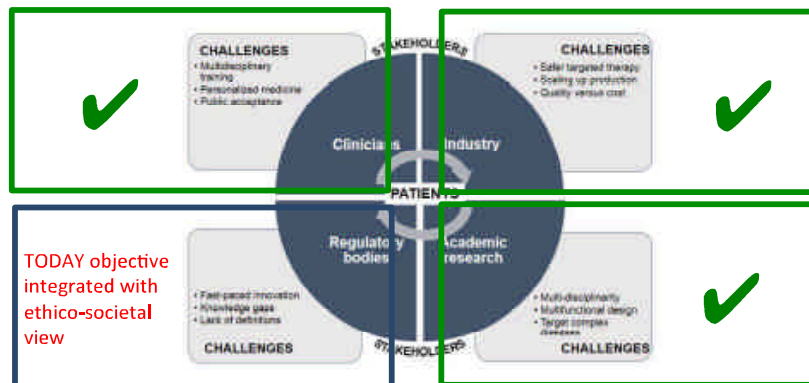 STAKEHOLDERS
CHALLENGES
• Multidisciplinary
training
• Personalized medicine
• Public acceptance
CHALLENGES
• Safer targeted therapy
• Scaling up production
• Quality versus cost
Clinicians
Industry
PATIENTS
Regulatory
bodies
Academic
research
TODAY objective
integrated with
ethico-societal
view
• Fast-paced innovation
• Knowledge gaps
• Lack of definitions
CHALLENGES
• Multi-disciplinarity
• Multifunctional design
• Target complex
diseases
CHALLENGES
STAKEHOLDERS